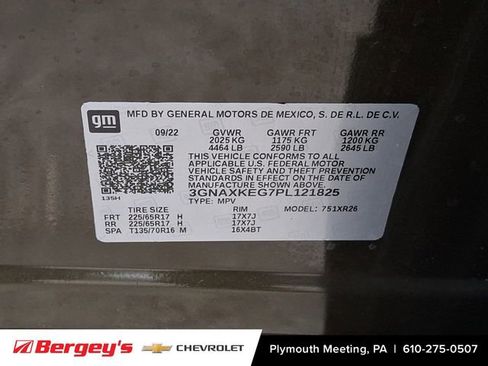 gm
MFD BY GENERAL MOTORS DE MEXICO, S. DE R.L. DE C.V.
09/22 GVWR GAWR FRT GAWR RR
2025 KG 1175 KG 1200 KG
4464 LB 2590 LB 2645 LB
THIS VEHICLE CONFORMS TO ALL
APPLICABLE U.S. FEDERAL MOTOR
VEHICLE SAFETY, BUMPER, AND THEFT
PREVENTION STANDARDS IN EFFECT ON
THE DATE OF MANUFACTURE SHOWN ABOVE.
3GNAXKEG7PL121825
135H
TYPE: MPV
TIRE SIZE RIM MODEL: 751XR26
FRT 225/65R17 H 17X7J
RR 225/65R17 H 17X7J
SPA T135/70R16 M 16X4BT
Bergey's CHEVROLET Plymouth Meeting, PA | 610-275-0507